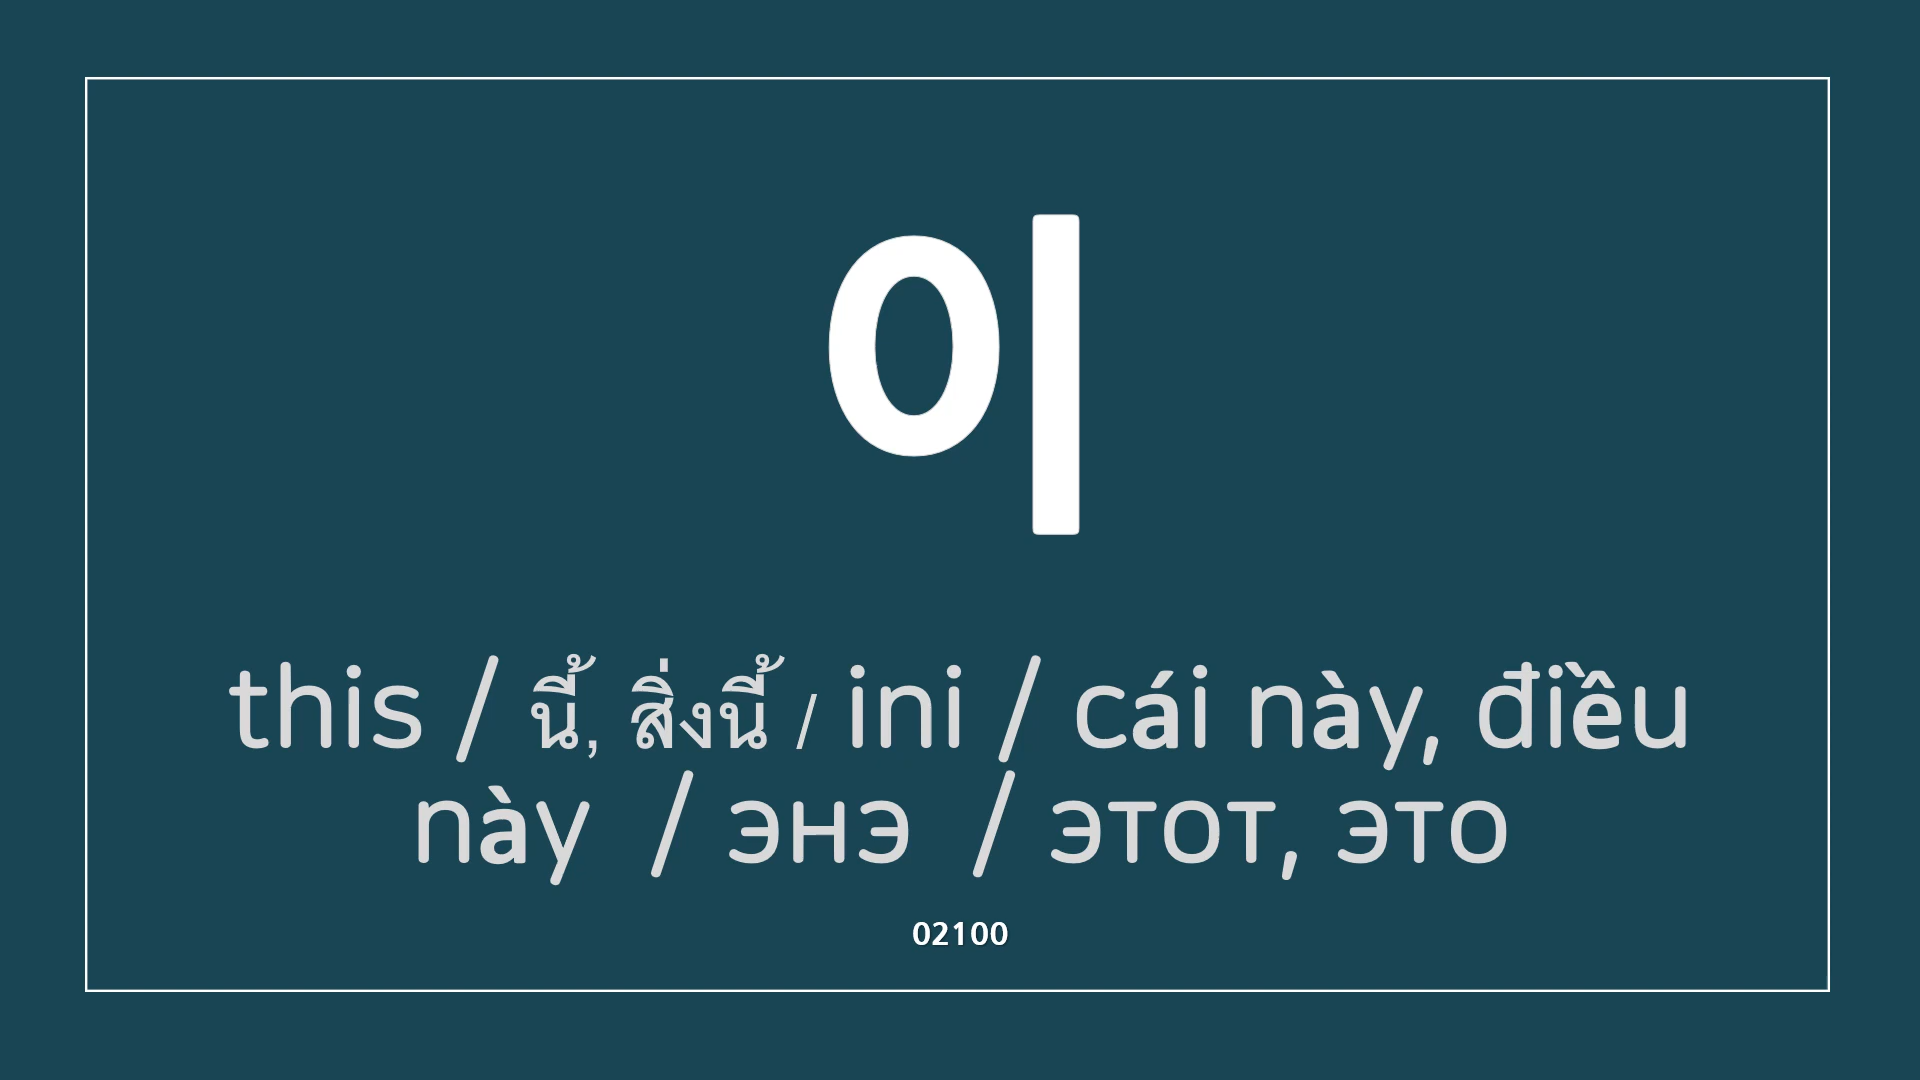 이
this / นี้, สิ่งนี้ / ini / cái này, điều
này / энэ / этот, это
02100